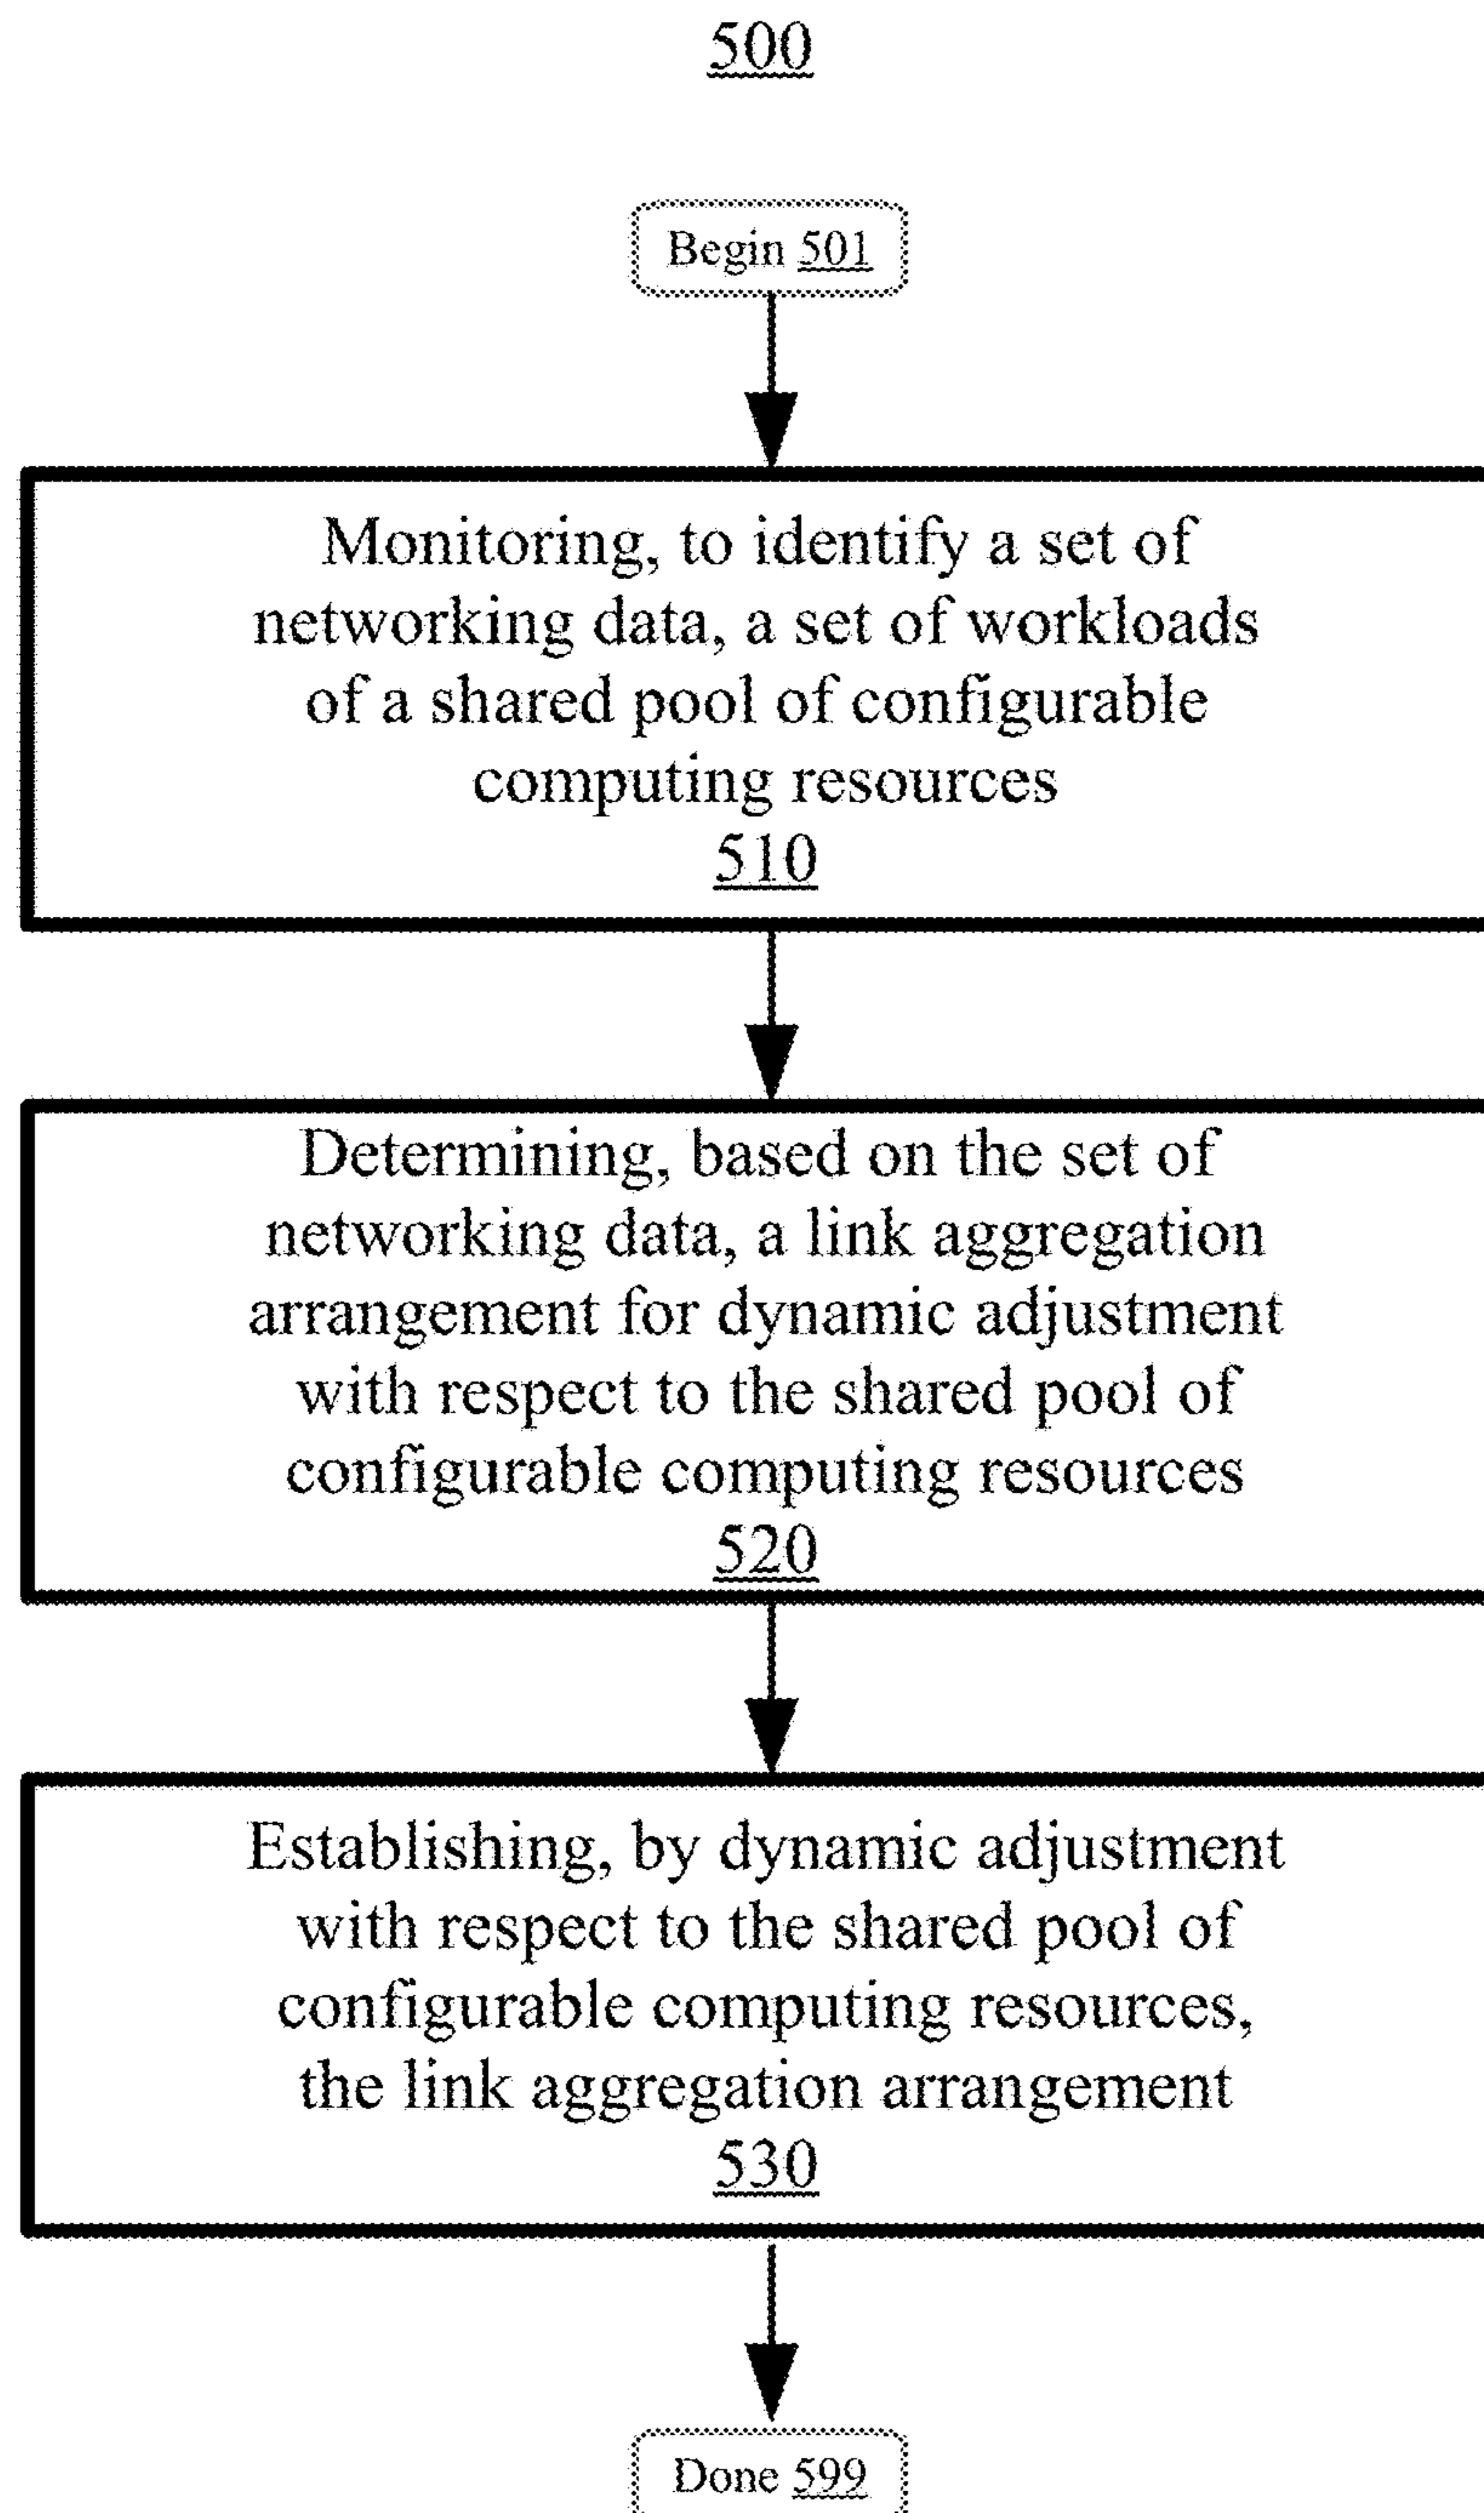 500
Begin 501
Monitoring, to identify a set of
networking data, a set of workloads
of a shared pool of configurable
computing resources
510
Determining, based on the set of
networking data, a link aggregation
arrangement for dynamic adjustment
with respect to the shared pool of
configurable computing resources
520
Establishing, by dynamic adjustment
with respect to the shared pool of
configurable computing resources,
the link aggregation arrangement
530
Done 599